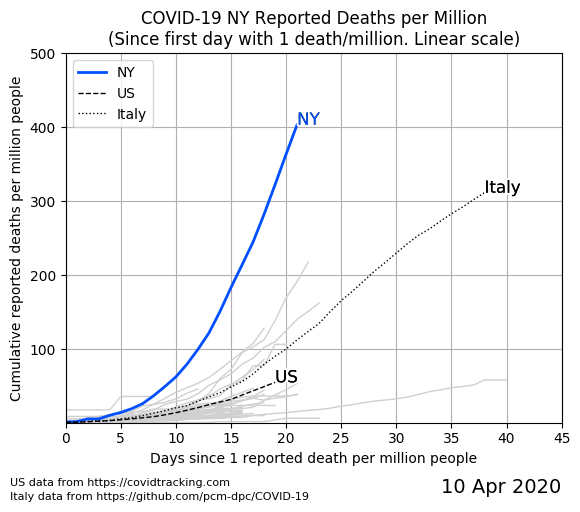 COVID-19 NY Reported Deaths per Million
(Since first day with 1 death/million. Linear scale)
Cumulative reported deaths per million people
500
400
300
200
100
NY
US
Italy
NY
Italy
US
0 5 10 15 20 25 30 35 40 45
Days since 1 reported death per million people
US data from https://covidtracking.com
Italy data from https://github.com/pcm-dpc/COVID-19
10 Apr 2020